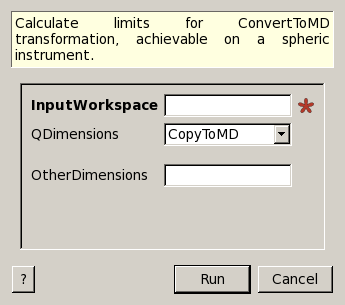 Calculate limits for ConvertToMD
transformation, achievable on a spheric
instrument.
InputWorkspace *
QDimensions CopyToMD
OtherDimensions
? Run Cancel